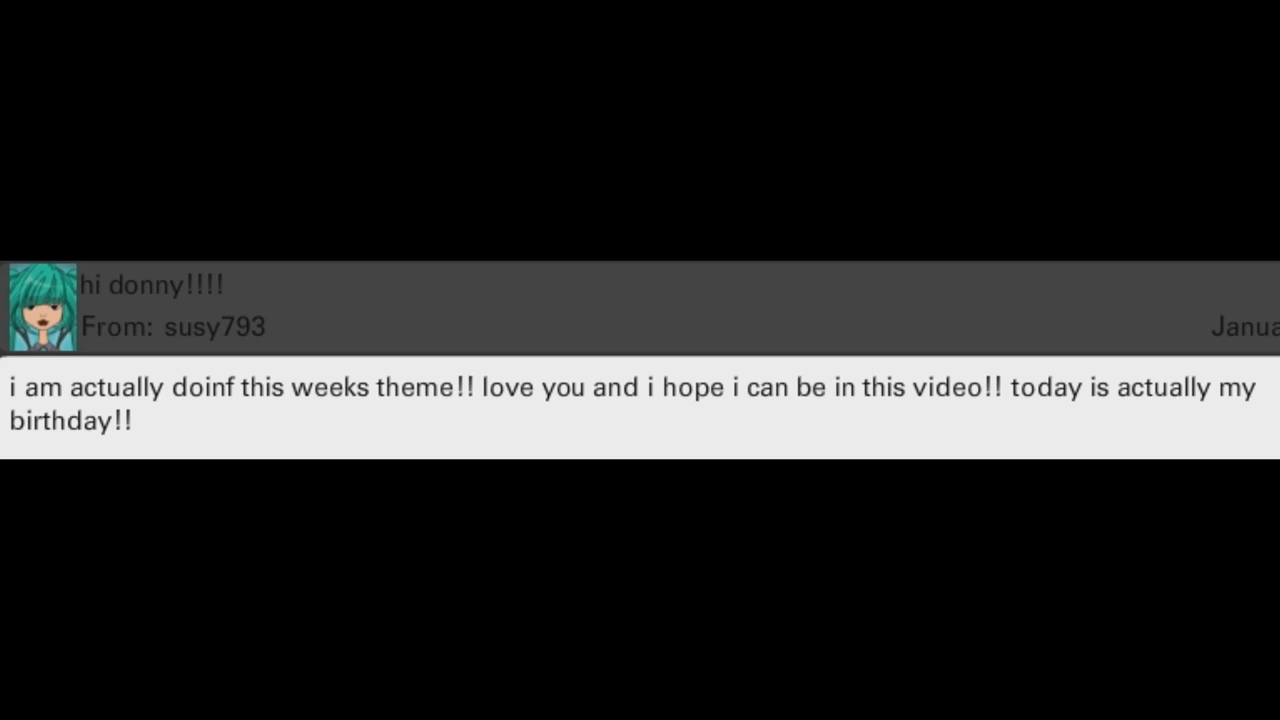 hi donny!!!!
From: susy793
i am actually doinf this weeks theme!! love you and i hope i can be in this video!! today is actually my
birthday!!